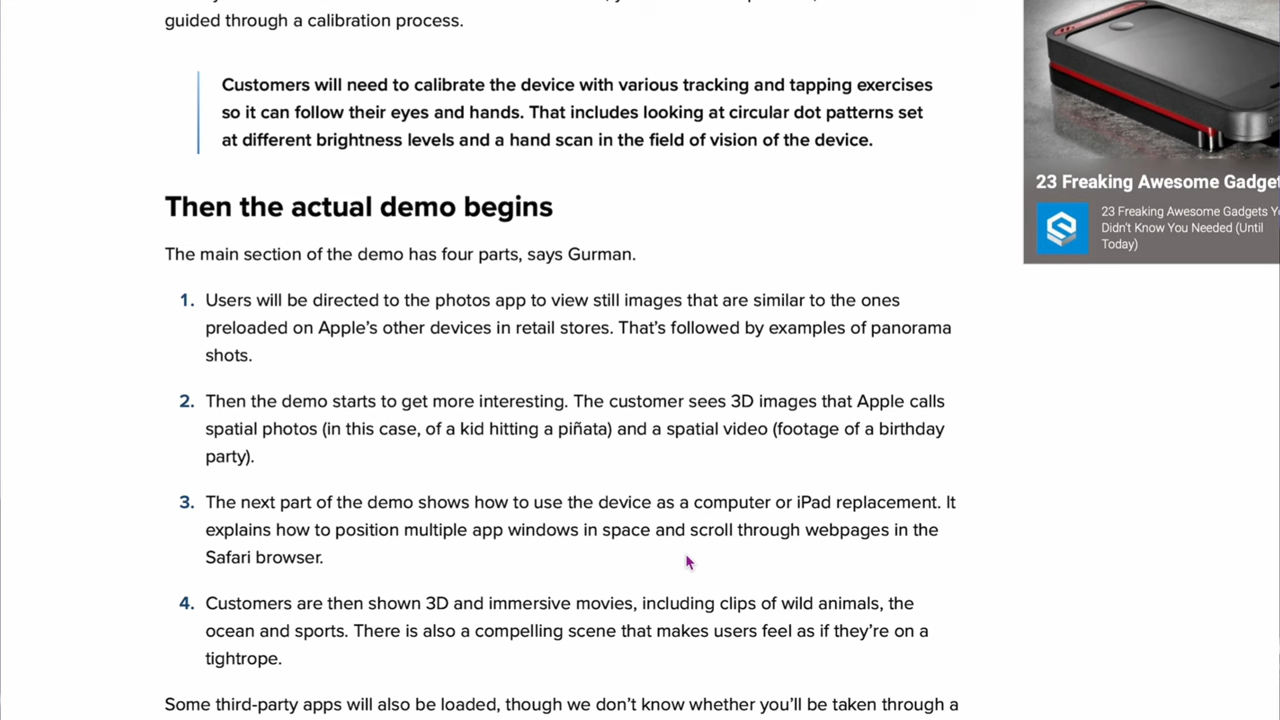 guided through a calibration process.
Customers will need to calibrate the device with various tracking and tapping exercises
so it can follow their eyes and hands. That includes looking at circular dot patterns set
at different brightness levels and a hand scan in the field of vision of the device.
Then the actual demo begins
The main section of the demo has four parts, says Gurman.
1. Users will be directed to the photos app to view still images that are similar to the ones
preloaded on Apple's other devices in retail stores. That's followed by examples of panorama
shots.
2. Then the demo starts to get more interesting. The customer sees 3D images that Apple calls
spatial photos (in this case, of a kid hitting a piñata) and a spatial video (footage of a birthday
party).
3. The next part of the demo shows how to use the device as a computer or iPad replacement. It
explains how to position multiple app windows in space and scroll through webpages in the
Safari browser.
4. Customers are then shown 3D and immersive movies, including clips of wild animals, the
ocean and sports. There is also a compelling scene that makes users feel as if they're on a
tightrope.
Some third-party apps will also be loaded, though we don't know whether you'll be taken through a
23 Freaking Awesome Gadget
23 Freaking Awesome Gadgets Y
Didn't Know You Needed (Until
Today)